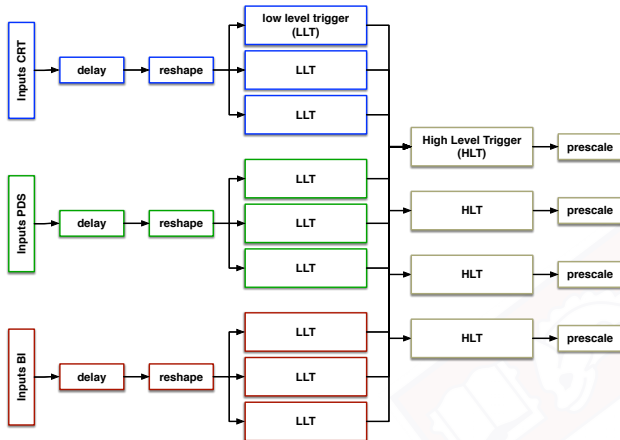 Inputs CRT
delay
reshape
low level trigger
(LLT)
LLT
LLT
Inputs PDS
delay
reshape
LLT
LLT
LLT
Inputs BI
delay
reshape
LLT
LLT
LLT
High Level Trigger
(HLT)
prescale
HLT
prescale
HLT
prescale
HLT
prescale